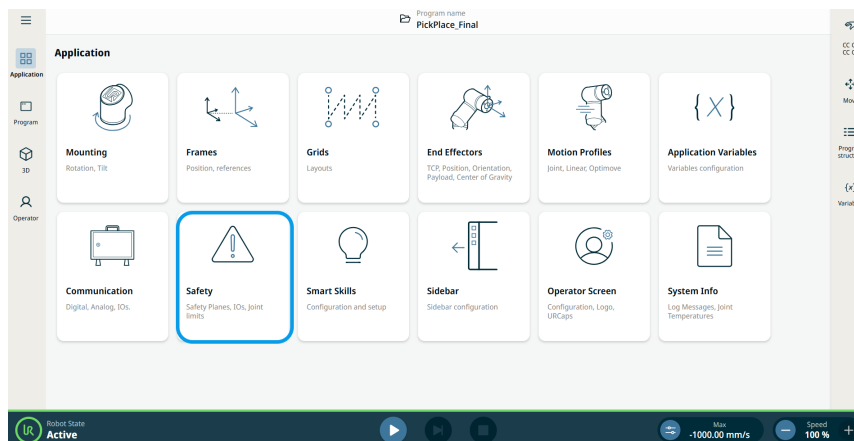 Program name
PickPlace_Final
Application
Application
Program
3D
Operator
Mounting
Rotation, Tilt
Frames
Position, references
Grids
Layouts
End Effectors
TCP, Position, Orientation,
Payload, Center of Gravity
Motion Profiles
Joint, Linear, Optimove
{ X }
Application Variables
Variables configuration
Communication
Digital, Analog, IOs.
Safety
Safety Planes, IOs, Joint
limits
Smart Skills
Configuration and setup
Sidebar
Sidebar configuration
Operator Screen
Configuration, Logo,
URCaps
System Info
Log Messages, Joint
Temperatures
Robot State
Active
Max
-1000.00 mm/s
Speed
100 %